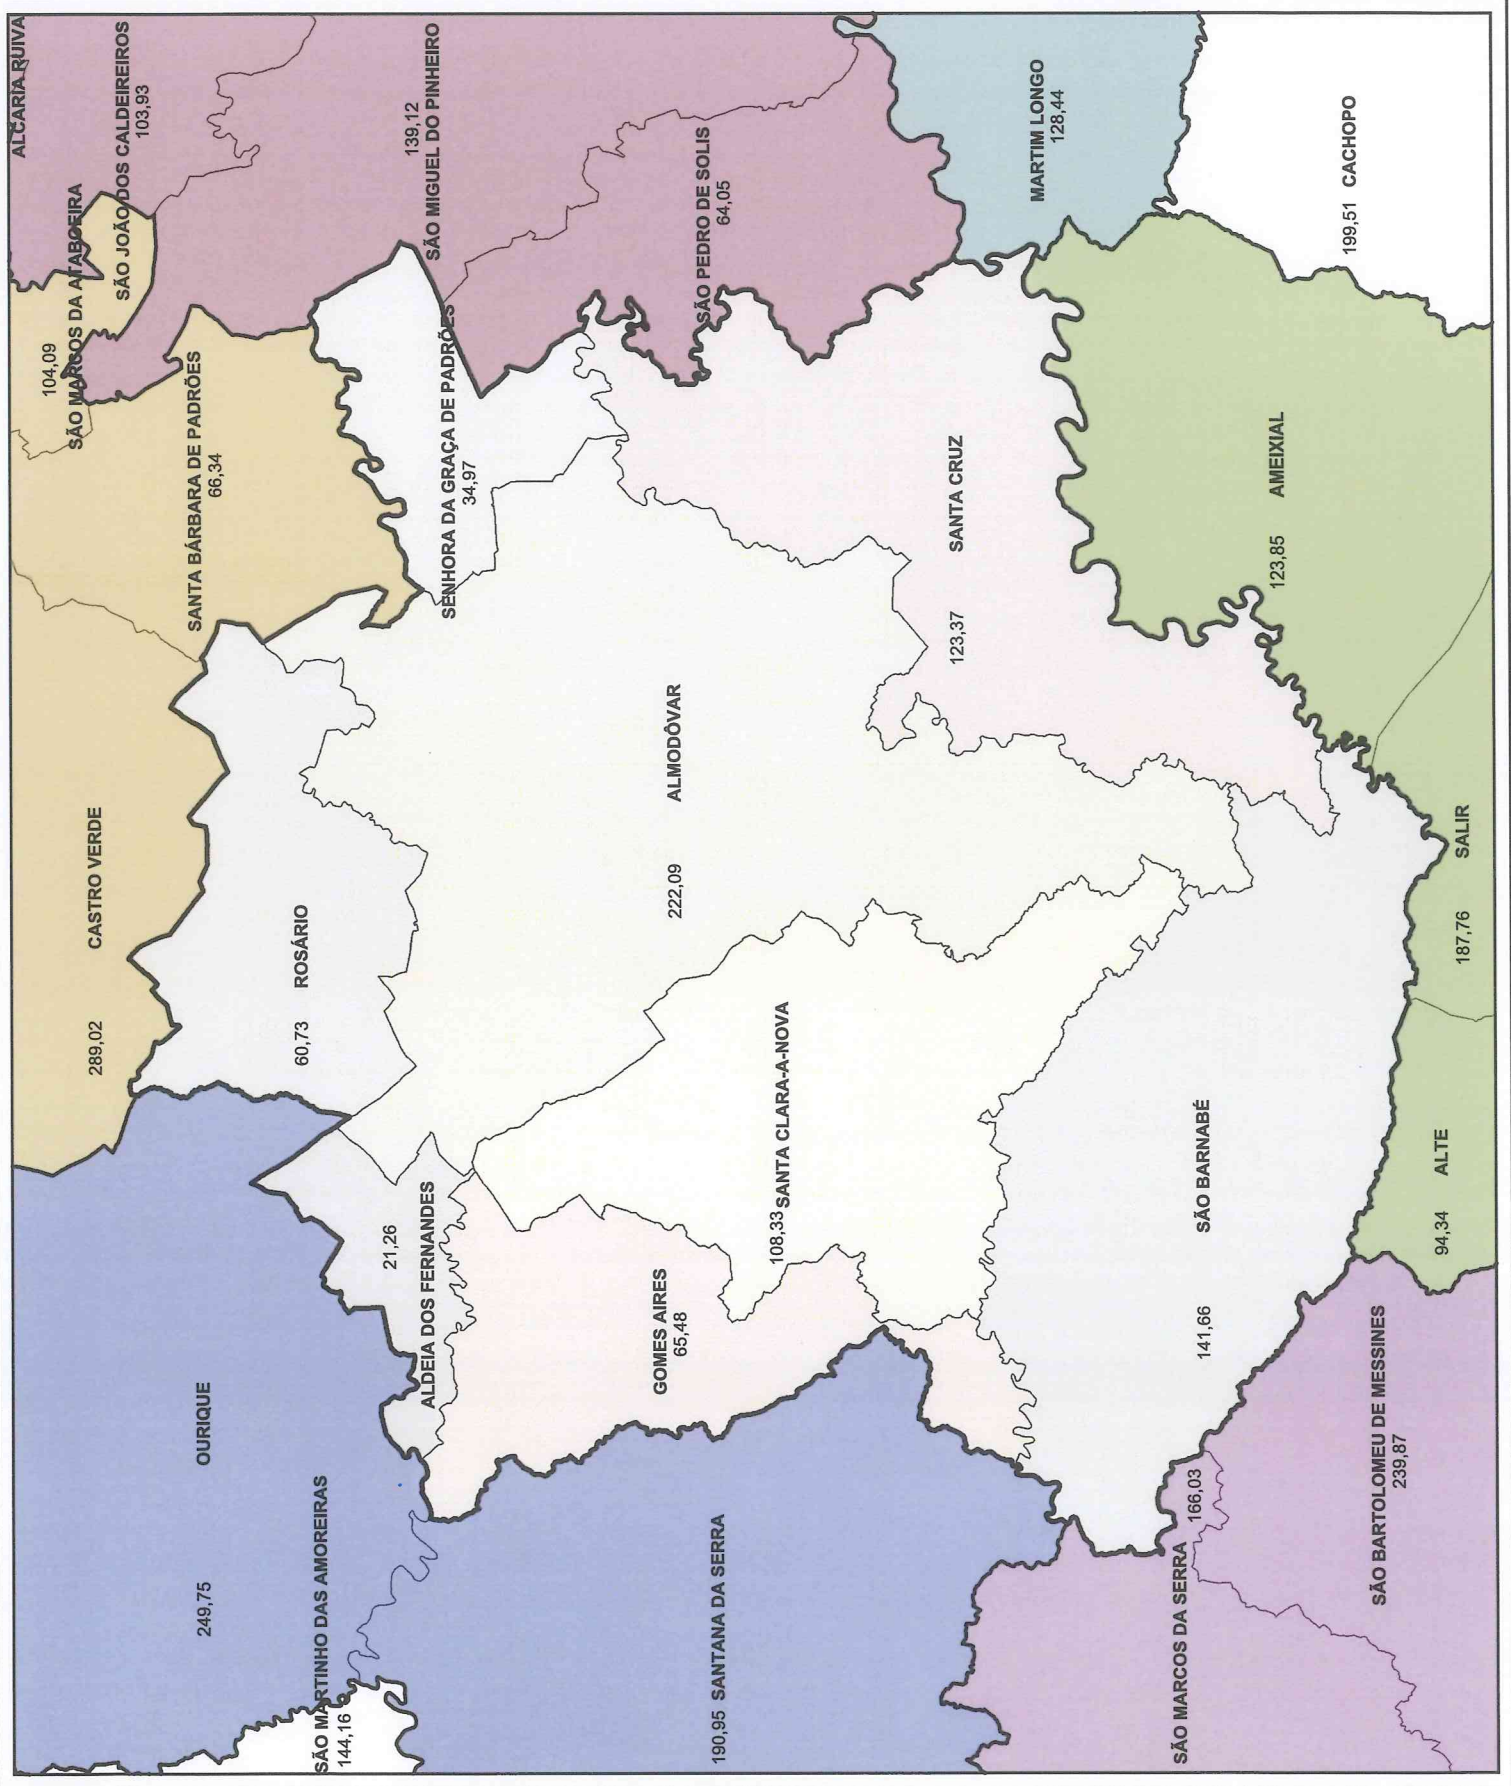 ALCARIA RUIVA
SÃO JOÃO DOS CALDEIREIROS
103,93
104,09
SÃO MARCOS DA ATABOEIRA
139,12
SÃO MIGUEL DO PINHEIRO
SÃO PEDRO DE SOLIS
64,05
MARTIM LONGO
128,44
199,51 CACHOPO
SANTA BÁRBARA DE PADRÕES
66,34
SENHORA DA GRAÇA DE PADRÕES
34,97
SANTA CRUZ
123,37
AMEIXIAL
123,85
CASTRO VERDE
289,02
ROSÁRIO
60,73
ALMODÔVAR
222,09
SALIR
187,76
SANTA CLARA-A-NOVA
108,33
SÃO BARNABÉ
141,66
ALTE
94,34
21,26
ALDEIA DOS FERNANDES
GOMES AIRES
65,48
OURIQUE
249,75
SÃO MARTINHO DAS AMOREIRAS
144,16
190,95 SANTANA DA SERRA
166,03
SÃO MARCOS DA SERRA
SÃO BARTOLOMEU DE MESSINES
239,87